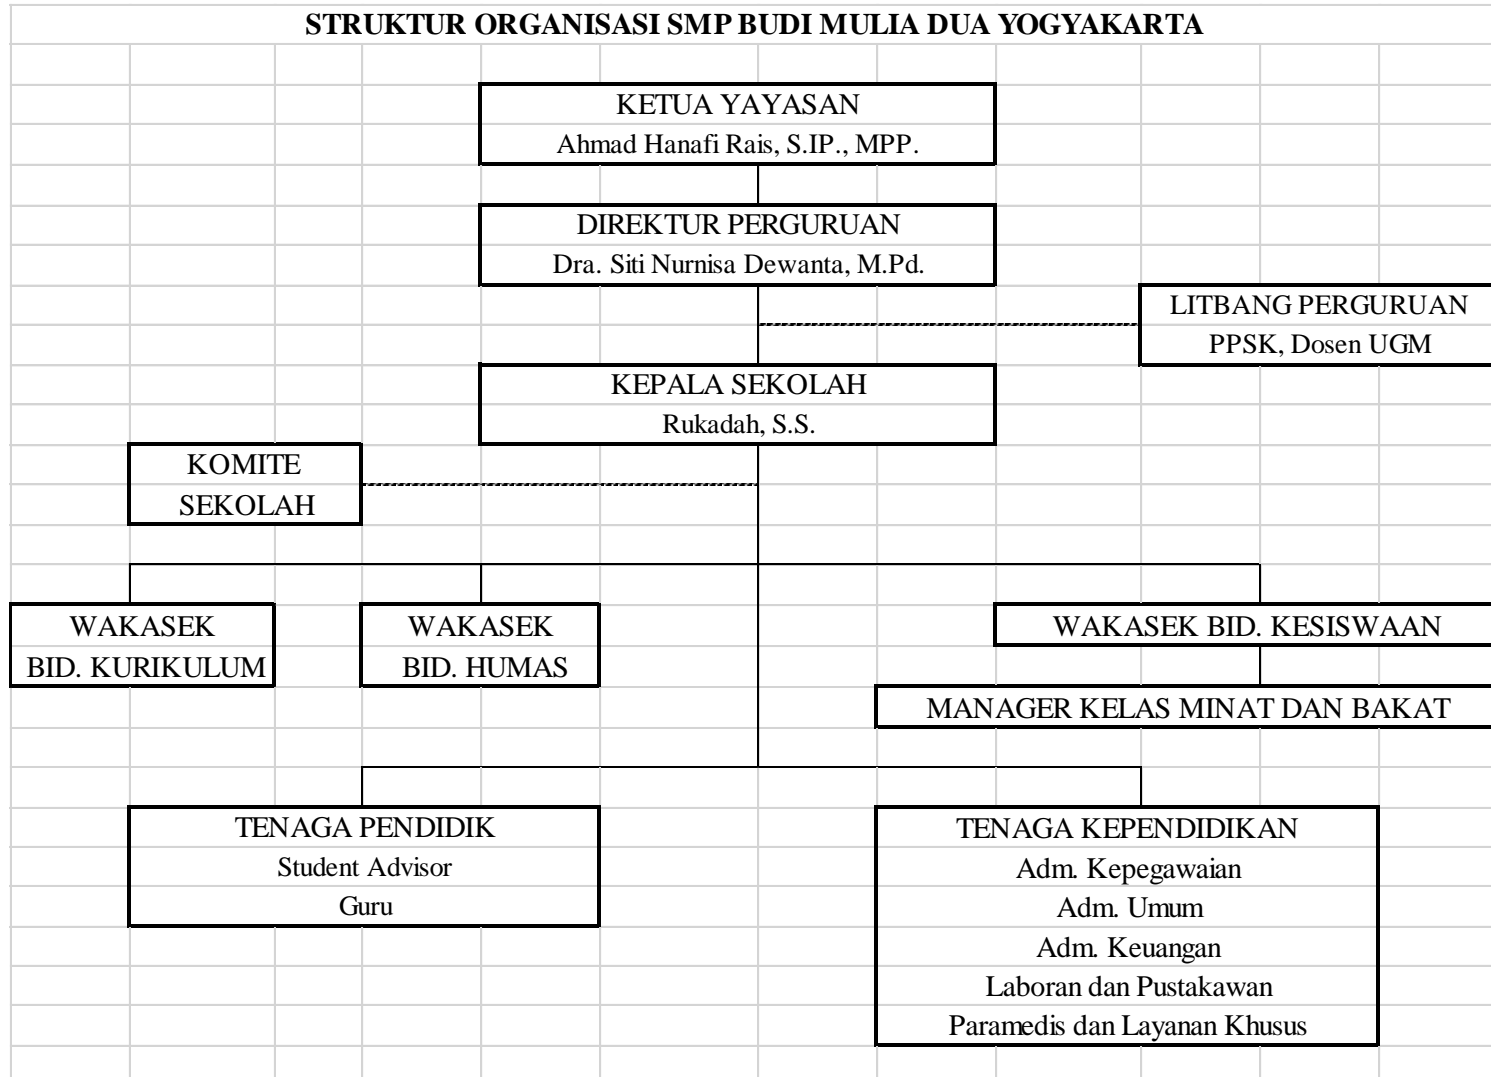 STRUKTUR ORGANISASI SMP BUDI MULIA DUA YOGYAKARTA
KETUA YAYASAN
Ahmad Hanafi Rais, S.IP., MPP.
DIREKTUR PERGURUAN
Dra. Siti Nurnisa Dewanta, M.Pd.
LITBANG PERGURUAN
PPSK, Dosen UGM
KEPALA SEKOLAH
Rukadah, S.S.
KOMITE
SEKOLAH
WAKASEK
BID. KURIKULUM
WAKASEK
BID. HUMAS
WAKASEK BID. KESISWAAN
MANAGER KELAS MINAT DAN BAKAT
TENAGA PENDIDIK
Student Advisor
Guru
TENAGA KEPENDIDIKAN
Adm. Kepegawaian
Adm. Umum
Adm. Keuangan
Laboran dan Pustakawan
Paramedis dan Layanan Khusus